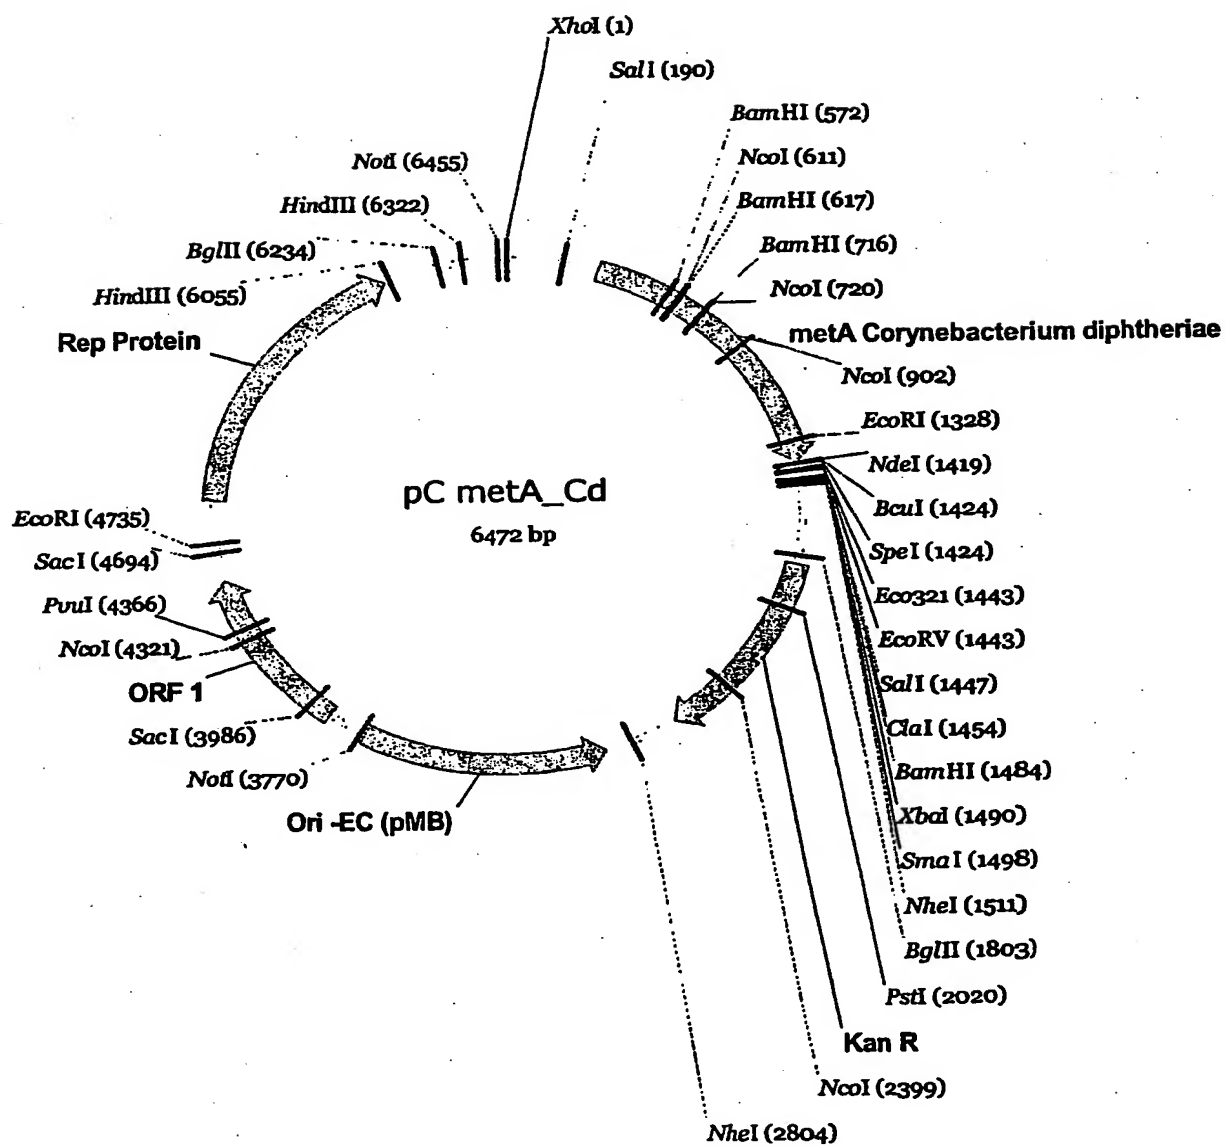 XhoI (1)
SalI (190)
BamHI (572)
NcoI (611)
BamHI (617)
BamHI (716)
NcoI (720)
metA Corynebacterium diphtheriae
NcoI (902)
EcoRI (1328)
NdeI (1419)
BcuI (1424)
SpeI (1424)
Eco321 (1443)
EcoRV (1443)
SalI (1447)
ClaI (1454)
BamHI (1484)
XbaI (1490)
SmaI (1498)
NheI (1511)
BglII (1803)
PstI (2020)
Kan R
NcoI (2399)
NheI (2804)
Ori -EC (pMB)
NotI (3770)
SacI (3986)
ORF 1
NcoI (4321)
PvuI (4366)
SacI (4694)
EcoRI (4735)
Rep Protein
HindIII (6055)
BglII (6234)
HindIII (6322)
NotI (6455)
pC metA_Cd
6472 bp